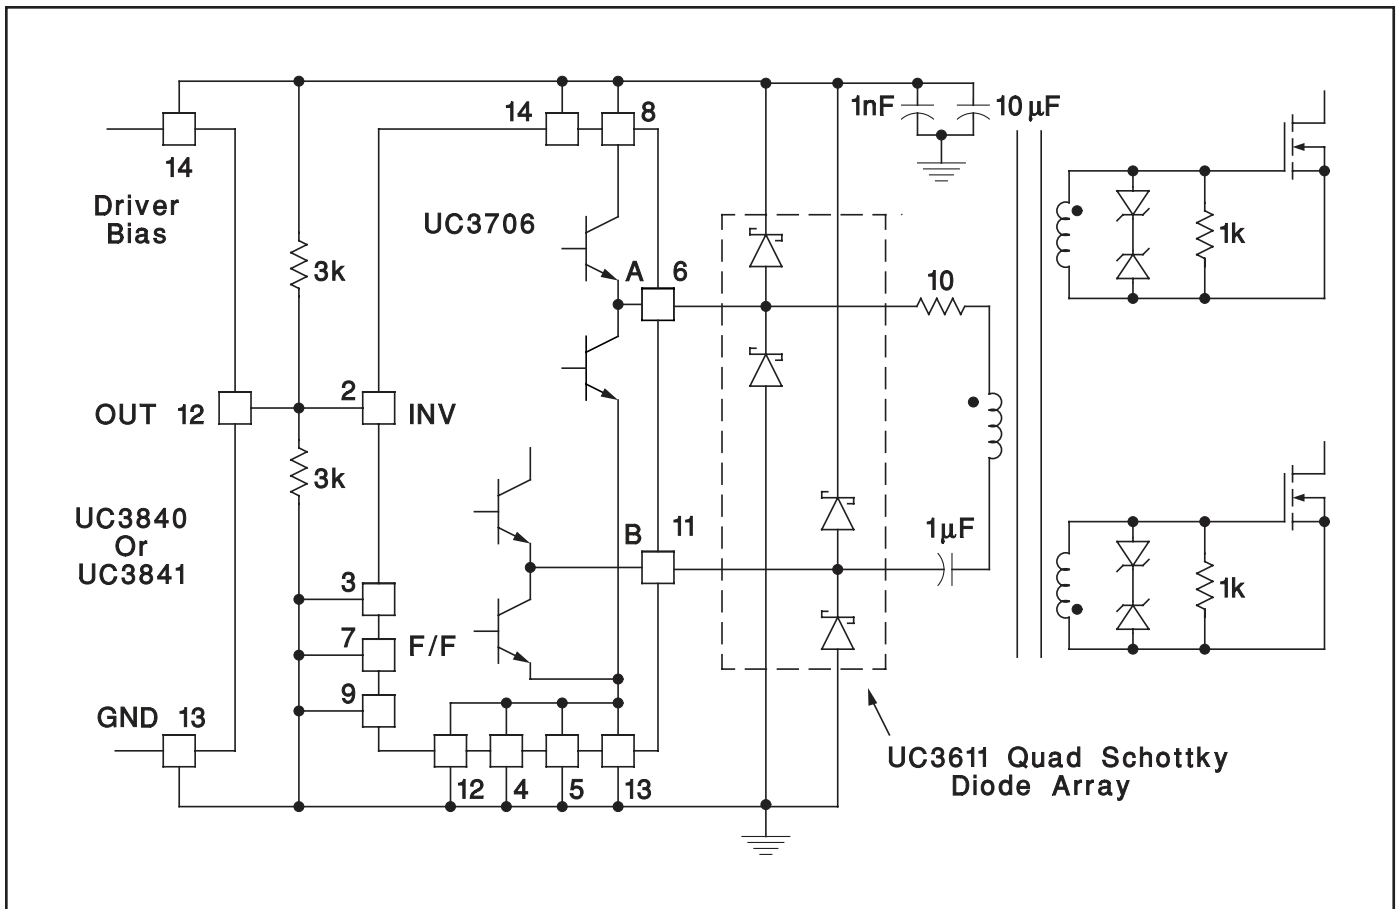 14 8 1nF 10 µF
14
Driver
Bias
UC3706
3k
A 6
10
1k
2
OUT 12
INV
3k
UC3840
Or
UC3841
B 11
1µF
3
1k
7
F/F
9
GND 13
12 4 5 13
UC3611 Quad Schottky
Diode Array